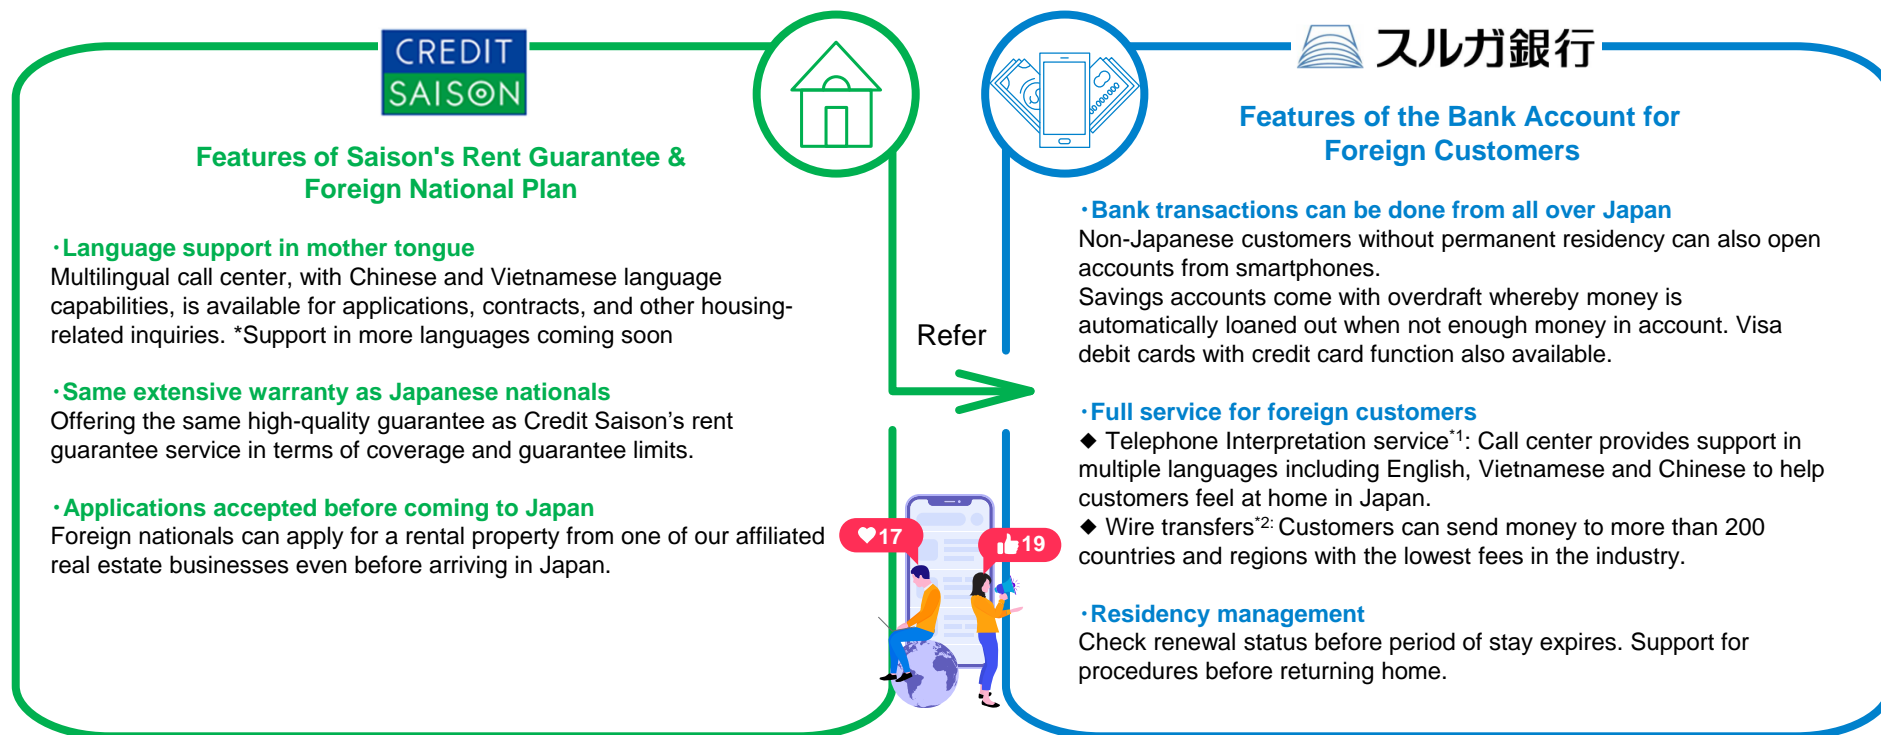 CREDIT
SAISON
Features of Saison's Rent Guarantee &
Foreign National Plan
・Language support in mother tongue
Multilingual call center, with Chinese and Vietnamese language
capabilities, is available for applications, contracts, and other housing-
related inquiries. *Support in more languages coming soon
・Same extensive warranty as Japanese nationals
Offering the same high-quality guarantee as Credit Saison’s rent
guarantee service in terms of coverage and guarantee limits.
・Applications accepted before coming to Japan
Foreign nationals can apply for a rental property from one of our affiliated
real estate businesses even before arriving in Japan.
Refer
17
19
スルガ銀行
Features of the Bank Account for
Foreign Customers
・Bank transactions can be done from all over Japan
Non-Japanese customers without permanent residency can also open
accounts from smartphones.
Savings accounts come with overdraft whereby money is
automatically loaned out when not enough money in account. Visa
debit cards with credit card function also available.
・Full service for foreign customers
◆ Telephone Interpretation service*1: Call center provides support in
multiple languages including English, Vietnamese and Chinese to help
customers feel at home in Japan.
◆ Wire transfers*2: Customers can send money to more than 200
countries and regions with the lowest fees in the industry.
・Residency management
Check renewal status before period of stay expires. Support for
procedures before returning home.